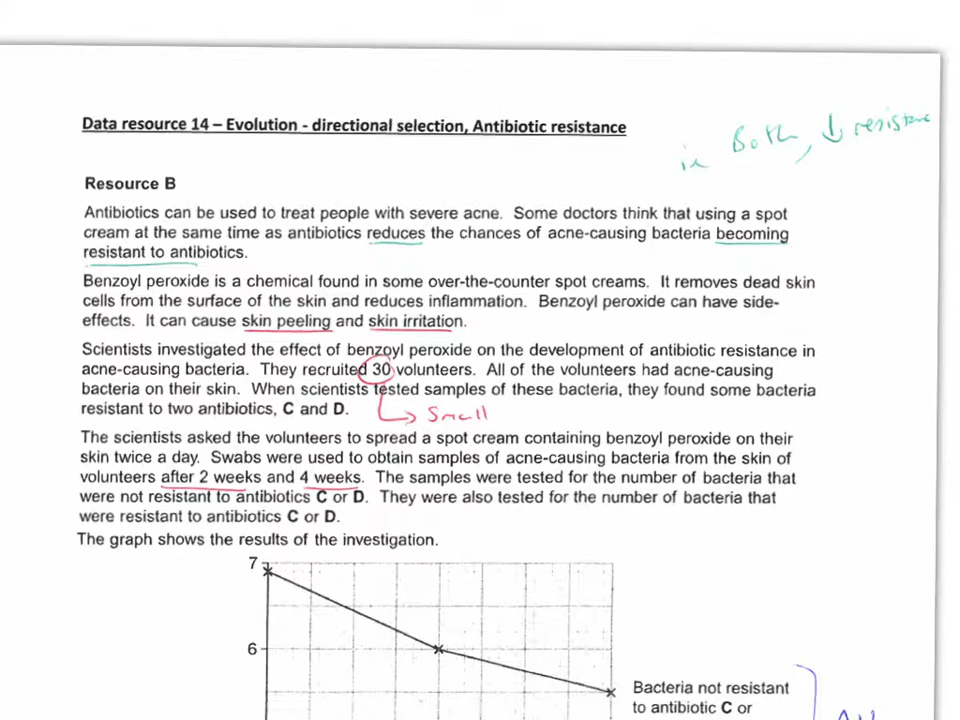 Data resource 14 – Evolution - directional selection, Antibiotic resistance
ie Both, ↓ resistance
Resource B
Antibiotics can be used to treat people with severe acne. Some doctors think that using a spot
cream at the same time as antibiotics reduces the chances of acne-causing bacteria becoming
resistant to antibiotics.
Benzoyl peroxide is a chemical found in some over-the-counter spot creams. It removes dead skin
cells from the surface of the skin and reduces inflammation. Benzoyl peroxide can have side-
effects. It can cause skin peeling and skin irritation.
Scientists investigated the effect of benzoyl peroxide on the development of antibiotic resistance in
acne-causing bacteria. They recruited 30 volunteers. All of the volunteers had acne-causing
bacteria on their skin. When scientists tested samples of these bacteria, they found some bacteria
resistant to two antibiotics, C and D.
→ Small
The scientists asked the volunteers to spread a spot cream containing benzoyl peroxide on their
skin twice a day. Swabs were used to obtain samples of acne-causing bacteria from the skin of
volunteers after 2 weeks and 4 weeks. The samples were tested for the number of bacteria that
were not resistant to antibiotics C or D. They were also tested for the number of bacteria that
were resistant to antibiotics C or D.
The graph shows the results of the investigation.
7
6
Bacteria not resistant
to antibiotic C or